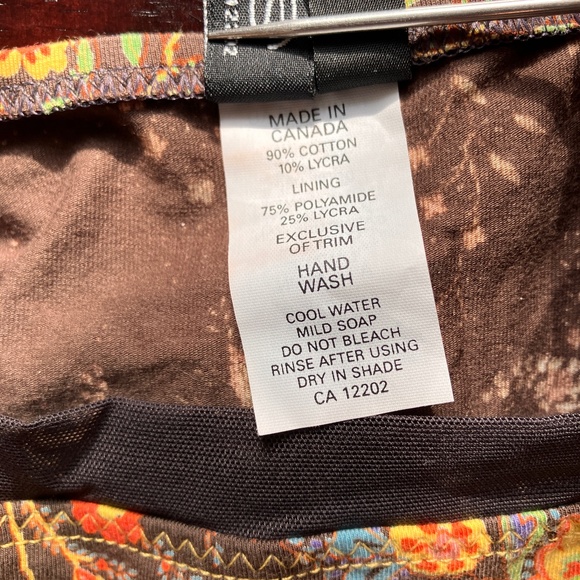 MADE IN
CANADA
90% COTTON
10% LYCRA
LINING
75% POLYAMIDE
25% LYCRA
EXCLUSIVE
OF TRIM
HAND
WASH
COOL WATER
MILD SOAP
DO NOT BLEACH
RINSE AFTER USING
DRY IN SHADE
CA 12202